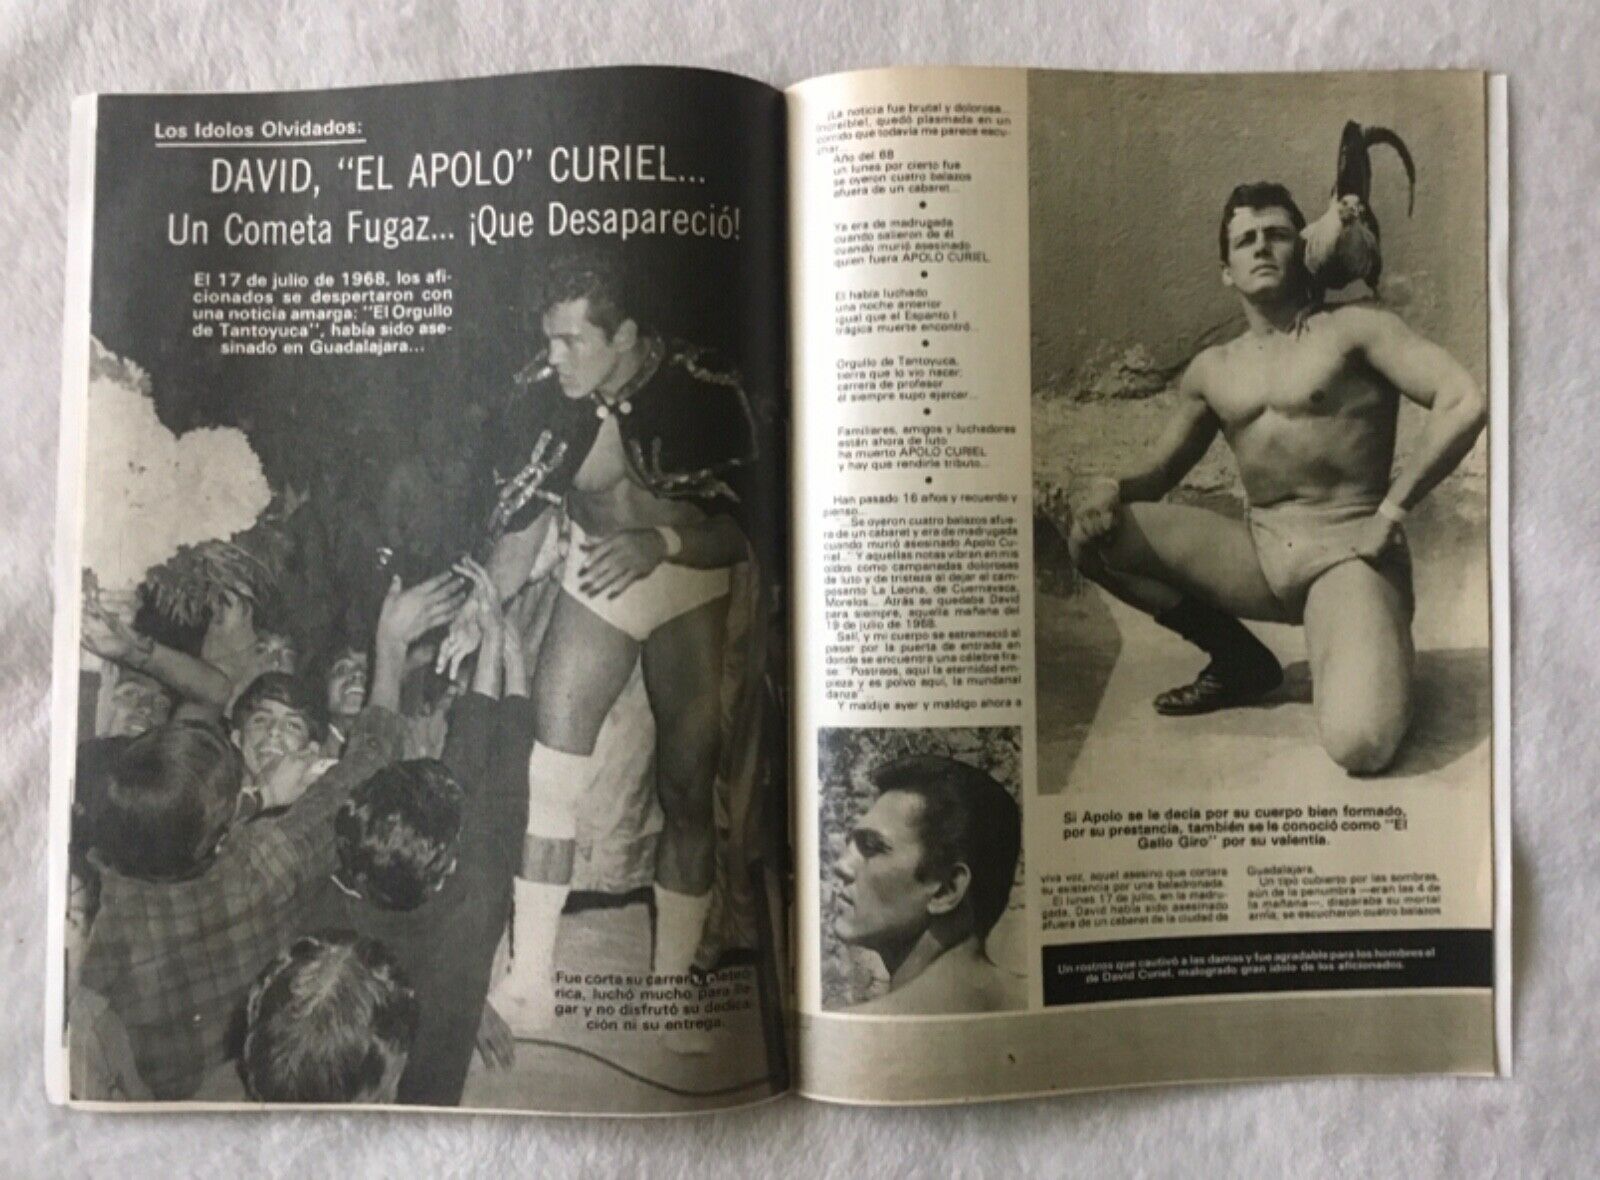 Los Idolos Olvidados:
DAVID, "EL APOLO" CURIEL...
Un Cometa Fugaz... ¡Que Desapareció!
El 17 de julio de 1968, los afi-
cionados se despertaron con
una noticia amarga: "El Orgullo
de Tantoyuca", había sido ase-
sinado en Guadalajara...
Fue corta su carrera, meteó-
rica, luchó mucho para lle-
gar y no disfrutó su dedica-
ción ni su entrega.
¡La noticia fue brutal y dolorosa...
increíble!, quedó plasmada en un
corrido que todavía me parece escu-
char...
Año del 68
un lunes por cierto fue
se oyeron cuatro balazos
afuera de un cabaret...
Ya era de madrugada
cuando salieron de él
cuando murió asesinado
quien fuera APOLO CURIEL
El había luchado
una noche anterior
igual que el Espanto I
trágica muerte encontró...
Orgullo de Tantoyuca,
tierra que lo vio nacer;
carrera de profesor
él siempre supo ejercer...
Familiares, amigos y luchadores
están ahora de luto
ha muerto APOLO CURIEL
y hay que rendirle tributo...
Han pasado 16 años y recuerdo y
pienso...
"...Se oyeron cuatro balazos afue-
ra de un cabaret y era de madrugada
cuando murió asesinado Apolo Cu-
riel..." Y aquellas notas vibran en mis
oídos como campanadas dolorosas
de luto y de tristeza al dejar el cam-
posanto La Leona, de Cuernavaca,
Morelos... Atrás se quedaba David
para siempre, aquella mañana del
19 de julio de 1968.
Salí, y mi cuerpo se estremeció al
pasar por la puerta de entrada en
donde se encuentra una célebre fra-
se: "Postraos, aquí la eternidad em-
pieza y es polvo aquí, la mundanal
danza"...
Y maldije ayer y maldigo ahora a
Si Apolo se le decía por su cuerpo bien formado,
por su prestancia, también se le conoció como "El
Gallo Giro" por su valentía.
viva voz, aquel asesino que cortara
su existencia por una baladronada.
El lunes 17 de julio, en la madru-
gada, David había sido asesinado
afuera de un cabaret de la ciudad de
Guadalajara.
Un tipo cubierto por las sombras,
aún de la penumbra —eran las 4 de
la mañana—, disparaba su mortal
arma; se escucharon cuatro balazos
Un rostros que cautivó a las damas y fue agradable para los hombres el
de David Curiel, malogrado gran ídolo de los aficionados.